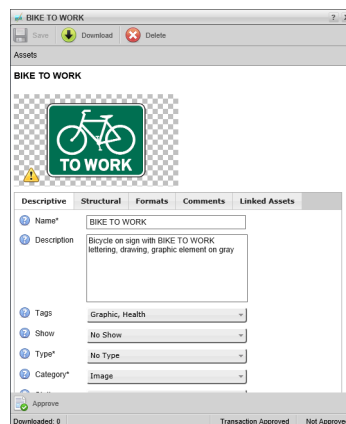 BIKE TO WORK
?
Save
Download
Delete
Assets
BIKE TO WORK
TO WORK
Descriptive
Structural
Formats
Comments
Linked Assets
? Name*
BIKE TO WORK
? Description
Bicycle on sign with BIKE TO WORK
lettering, drawing, graphic element on gray
? Tags
Graphic, Health
? Show
No Show
? Type*
No Type
? Category*
Image
Approve
Downloaded: 0
Transaction Approved
Not Approved